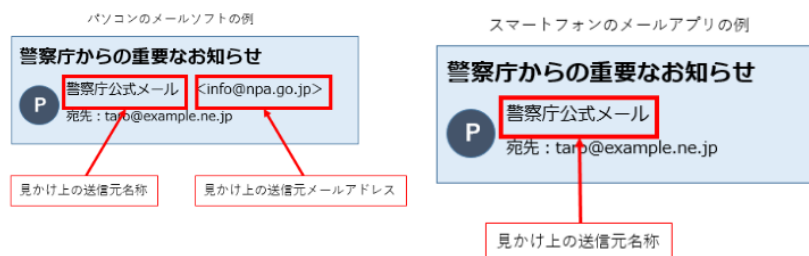 パソコンのメールソフトの例
警察庁からの重要なお知らせ
P
警察庁公式メール <info@npa.go.jp>
宛先：taro@example.ne.jp
見かけ上の送信元名称
見かけ上の送信元メールアドレス
スマートフォンのメールアプリの例
警察庁からの重要なお知らせ
P
警察庁公式メール
宛先：taro@example.ne.jp
見かけ上の送信元名称